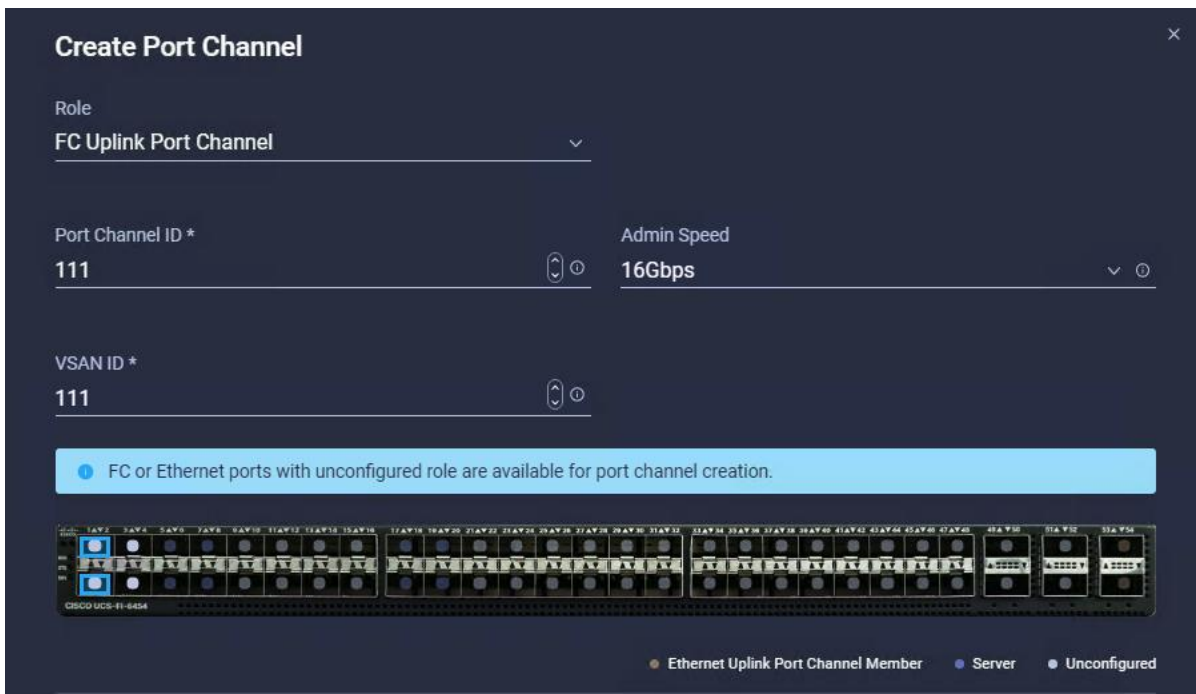 Create Port Channel
Role
FC Uplink Port Channel
Port Channel ID *
Admin Speed
111
16Gbps
VSAN ID *
111
FC or Ethernet ports with unconfigured role are available for port channel creation.
CISCO UCS-FI-6454
Ethernet Uplink Port Channel Member
Server
Unconfigured